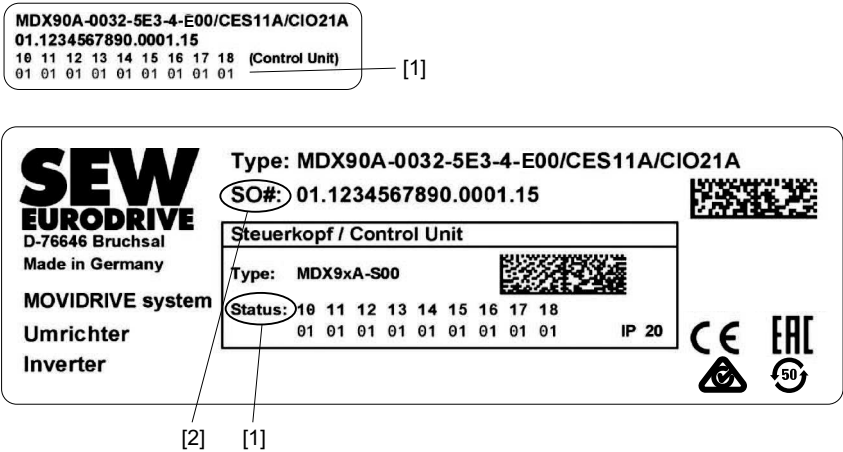 MDX90A-0032-5E3-4-E00/CES11A/CIO21A
01.1234567890.0001.15
10 11 12 13 14 15 16 17 18 (Control Unit)
01 01 01 01 01 01 01 01 01
[1]
SEW
EURODRIVE
D-76646 Bruchsal
Made in Germany
MOVIDRIVE system
Umrichter
Inverter
Type: MDX90A-0032-5E3-4-E00/CES11A/CIO21A
SO#: 01.1234567890.0001.15
Steuerkopf / Control Unit
Type: MDX9xA-S00
Status: 10 11 12 13 14 15 16 17 18
01 01 01 01 01 01 01 01 01 IP 20
CE EAC
50
[2] [1]